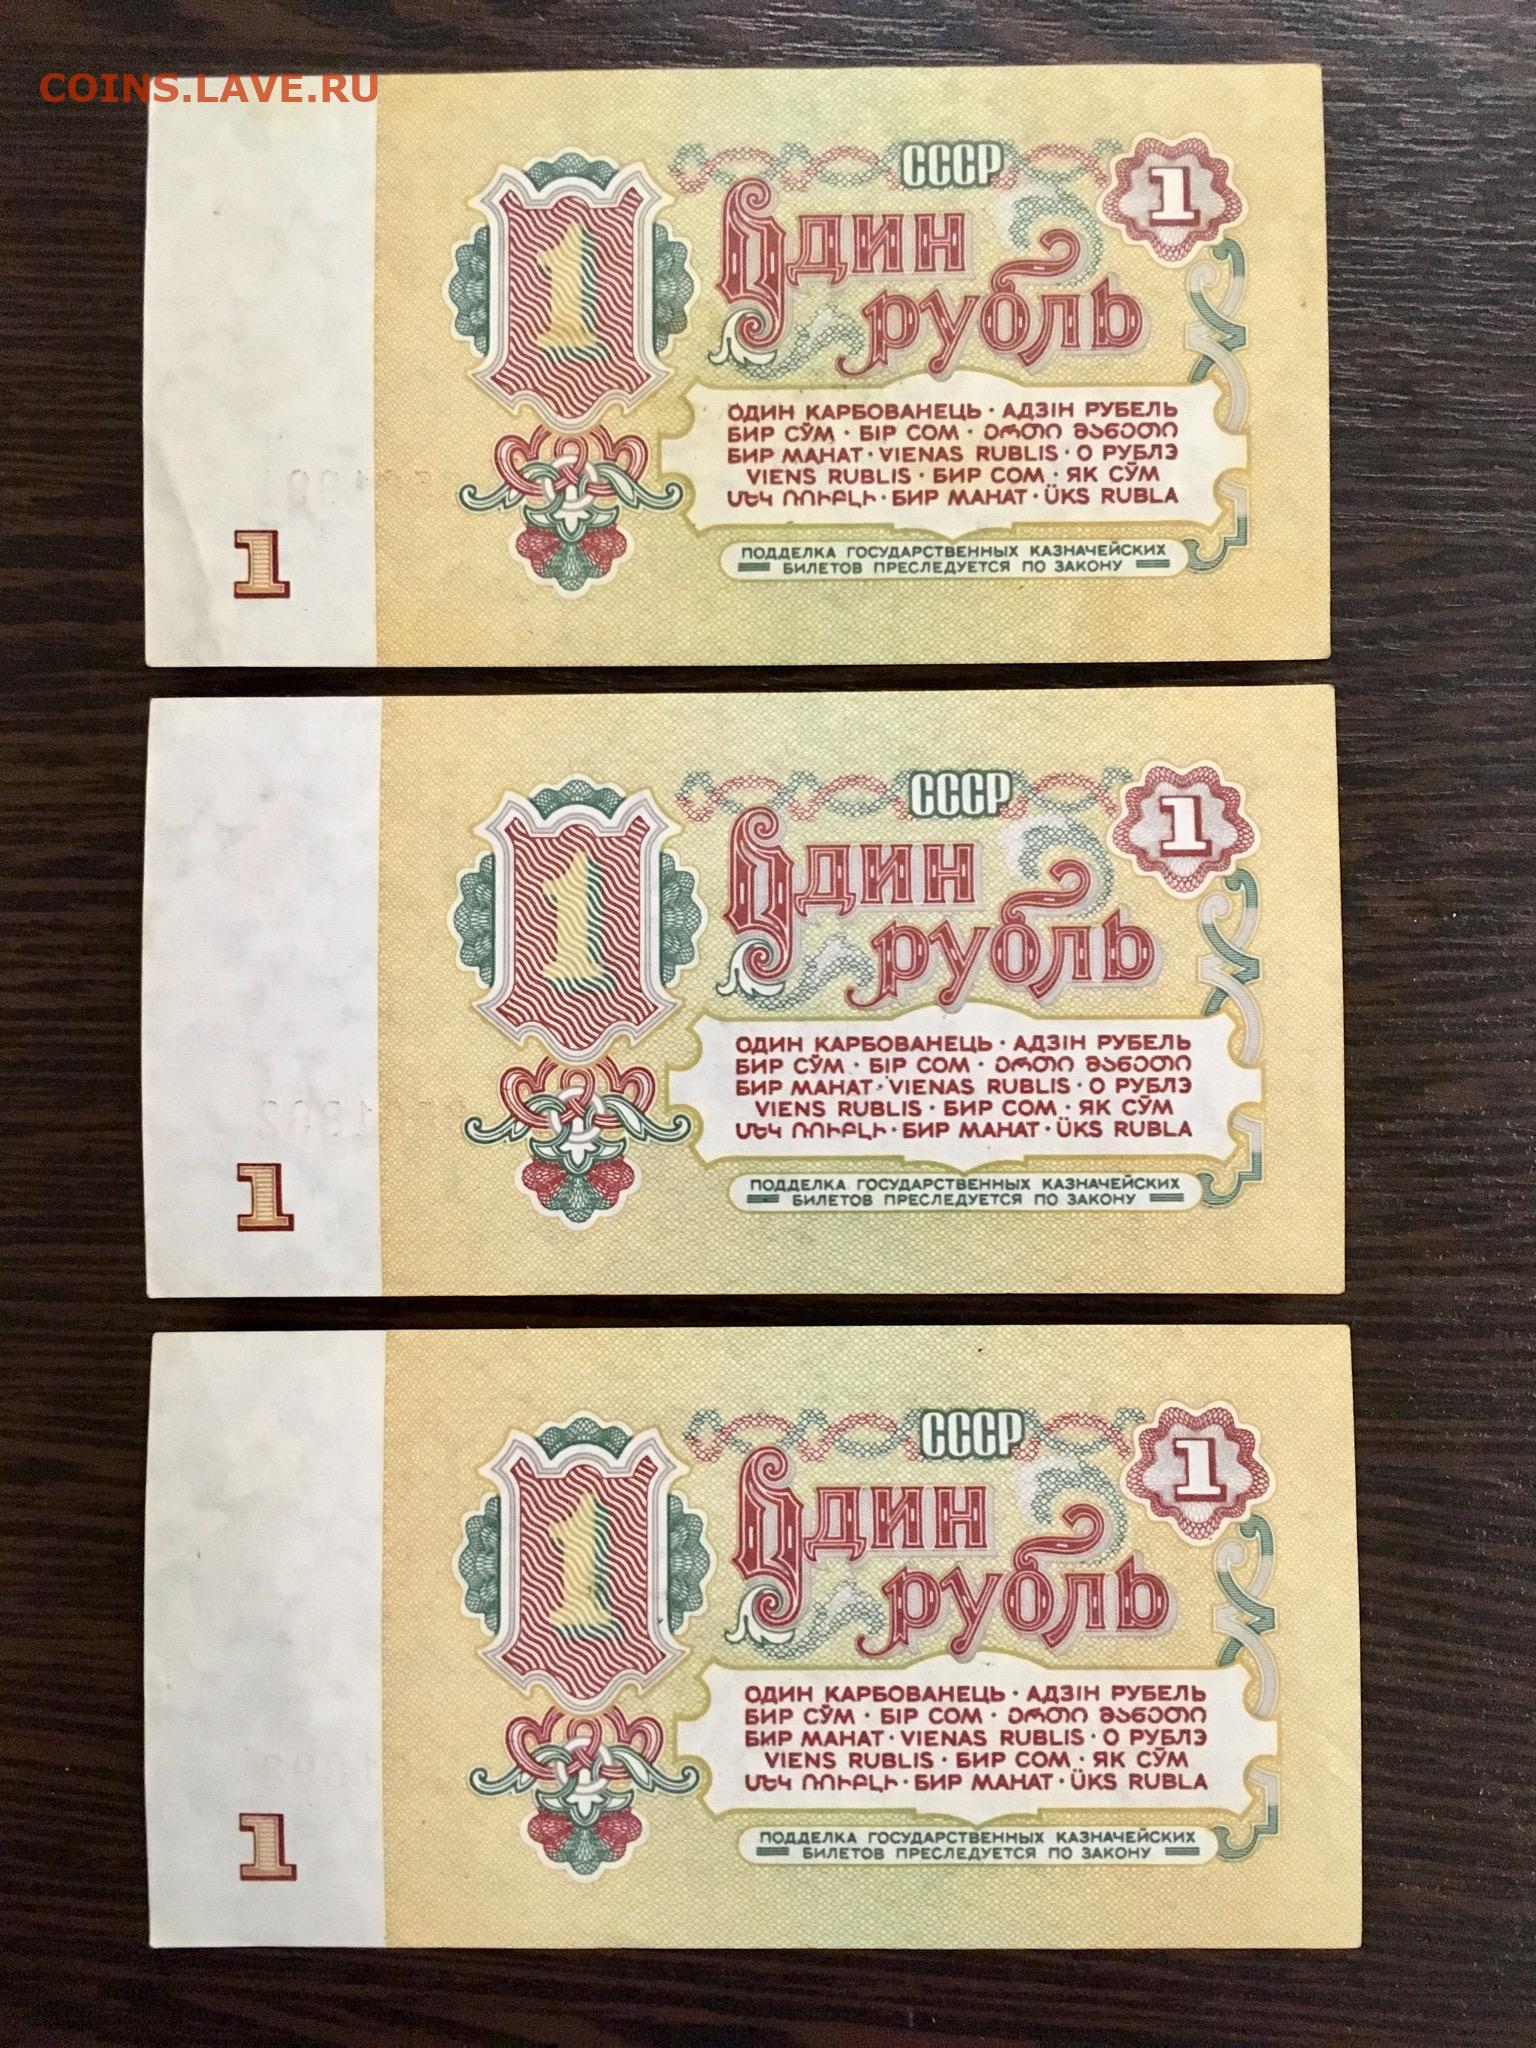 COINS.LAVE.RU
СССР
1
1
Один
рубль
ОДИН КАРБОВАНЕЦЬ · АДЗІН РУБЕЛЬ
БИР СЎМ · БІР СОМ · ᲔᲠᲗᲘ ᲛᲐᲜᲔᲗᲘ
БИР МАНАТ · VIENAS RUBLIS · О РУБЛЭ
VIENS RUBLIS · БИР СОМ · ЯК СӮМ
ՄԵԿ ՌՈՒԲԼԻ · БИР МАНАТ · ÜKS RUBLA
1
ПОДДЕЛКА ГОСУДАРСТВЕННЫХ КАЗНАЧЕЙСКИХ
БИЛЕТОВ ПРЕСЛЕДУЕТСЯ ПО ЗАКОНУ
СССР
1
1
Один
рубль
ОДИН КАРБОВАНЕЦЬ · АДЗІН РУБЕЛЬ
БИР СЎМ · БІР СОМ · ᲔᲠᲗᲘ ᲛᲐᲜᲔᲗᲘ
БИР МАНАТ · VIENAS RUBLIS · О РУБЛЭ
VIENS RUBLIS · БИР СОМ · ЯК СӮМ
ՄԵԿ ՌՈՒԲԼԻ · БИР МАНАТ · ÜKS RUBLA
1
ПОДДЕЛКА ГОСУДАРСТВЕННЫХ КАЗНАЧЕЙСКИХ
БИЛЕТОВ ПРЕСЛЕДУЕТСЯ ПО ЗАКОНУ
СССР
1
1
Один
рубль
ОДИН КАРБОВАНЕЦЬ · АДЗІН РУБЕЛЬ
БИР СЎМ · БІР СОМ · ᲔᲠᲗᲘ ᲛᲐᲜᲔᲗᲘ
БИР МАНАТ · VIENAS RUBLIS · О РУБЛЭ
VIENS RUBLIS · БИР СОМ · ЯК СӮМ
ՄԵԿ ՌՈՒԲԼԻ · БИР МАНАТ · ÜKS RUBLA
1
ПОДДЕЛКА ГОСУДАРСТВЕННЫХ КАЗНАЧЕЙСКИХ
БИЛЕТОВ ПРЕСЛЕДУЕТСЯ ПО ЗАКОНУ